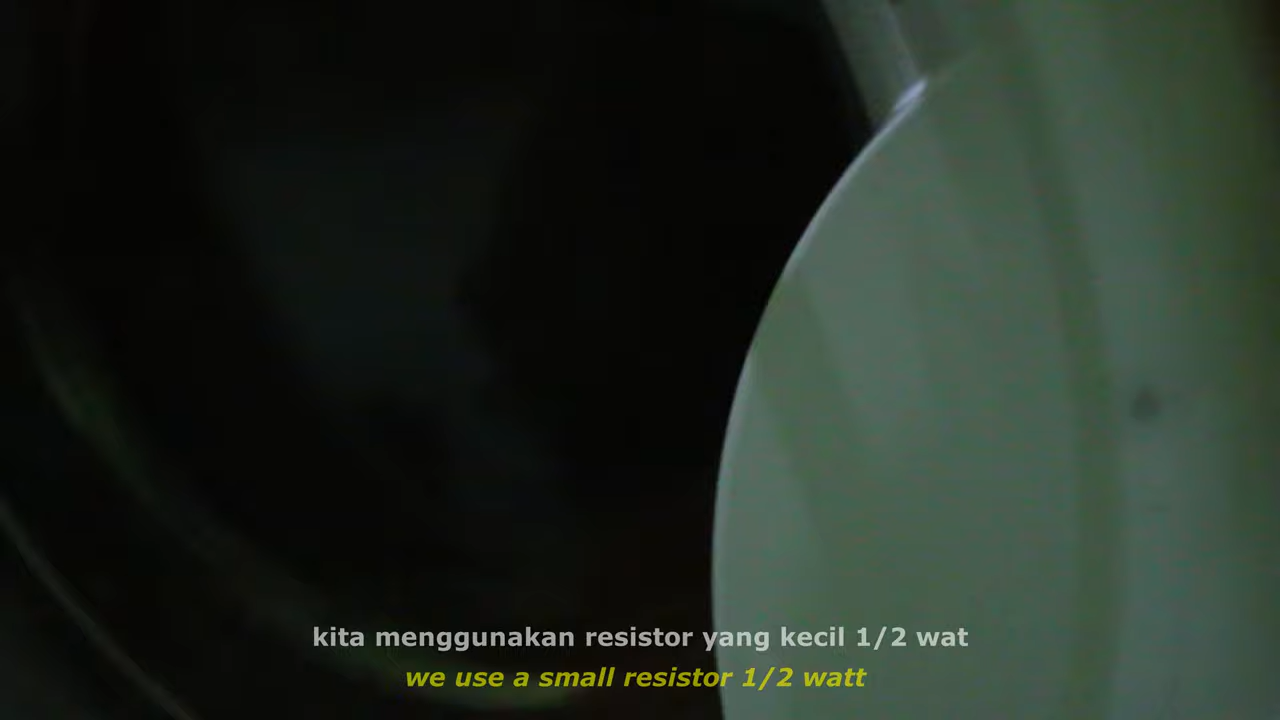 kita menggunakan resistor yang kecil 1/2 wat
we use a small resistor 1/2 watt